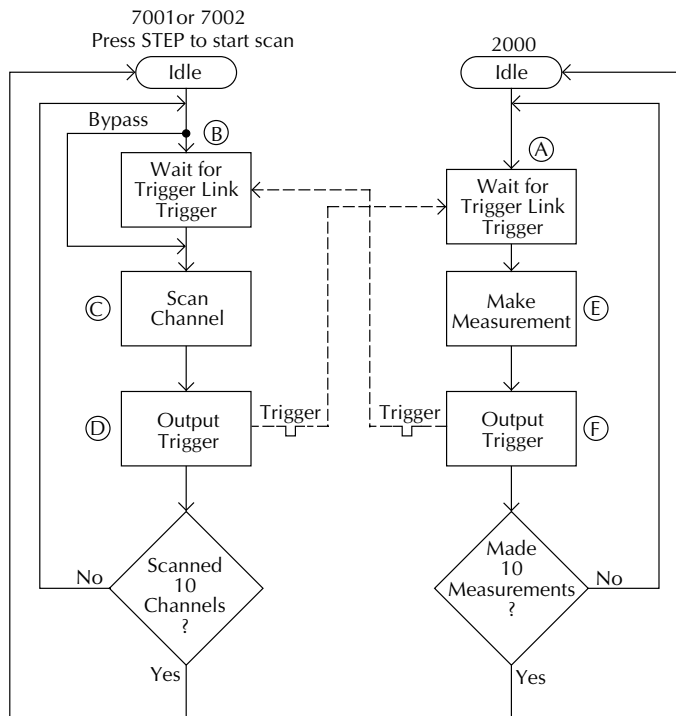 7001or 7002
Press STEP to start scan
Idle
Bypass
B
Wait for
Trigger Link
Trigger
C
Scan
Channel
D
Output
Trigger
Trigger
Scanned
10
Channels
?
No
Yes
2000
Idle
A
Wait for
Trigger Link
Trigger
Make
Measurement
E
Trigger
Output
Trigger
F
Made
10
Measurements
?
No
Yes